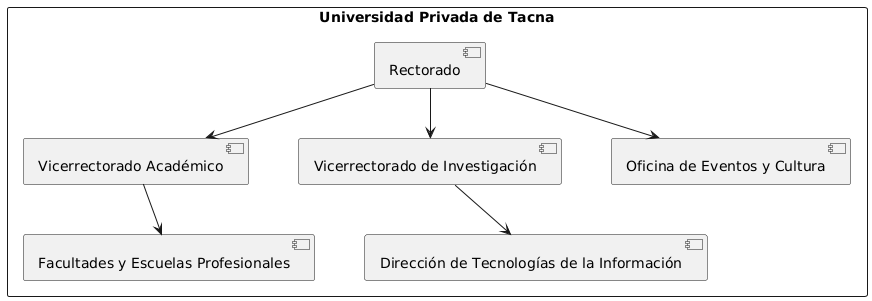 Universidad Privada de Tacna
Rectorado
Vicerrectorado Académico
Vicerrectorado de Investigación
Oficina de Eventos y Cultura
Facultades y Escuelas Profesionales
Dirección de Tecnologías de la Información